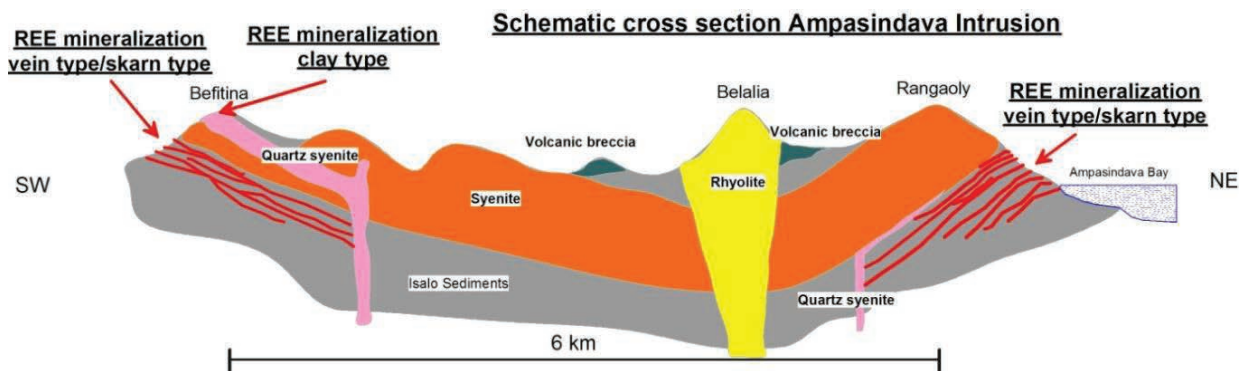 Schematic cross section Ampasindava Intrusion
REE mineralization
vein type/skarn type
REE mineralization
clay type
Befitina
Belalia
Rangaoly
REE mineralization
vein type/skarn type
Volcanic breccia
Volcanic breccia
Quartz syenite
Ampasindava Bay
SW
NE
Rhyolite
Syenite
Isalo Sediments
Quartz syenite
6 km